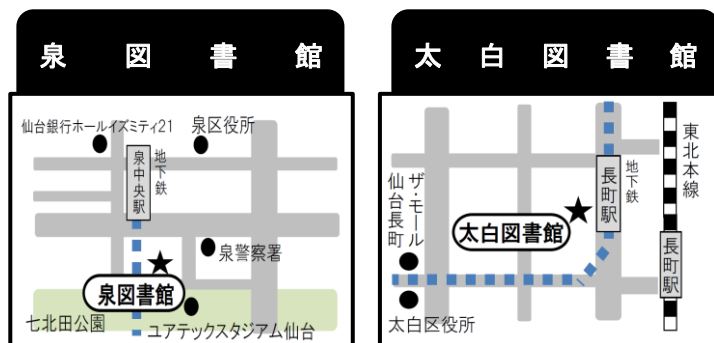 泉図書館
仙台銀行ホールイズミティ21
泉区役所
泉中央駅
地下鉄
泉警察署
泉図書館
七北田公園
ユアテックスタジアム仙台
太白図書館
東北本線
地下鉄
長町駅
ザ・モール
仙台長町
太白図書館
長町駅
太白区役所